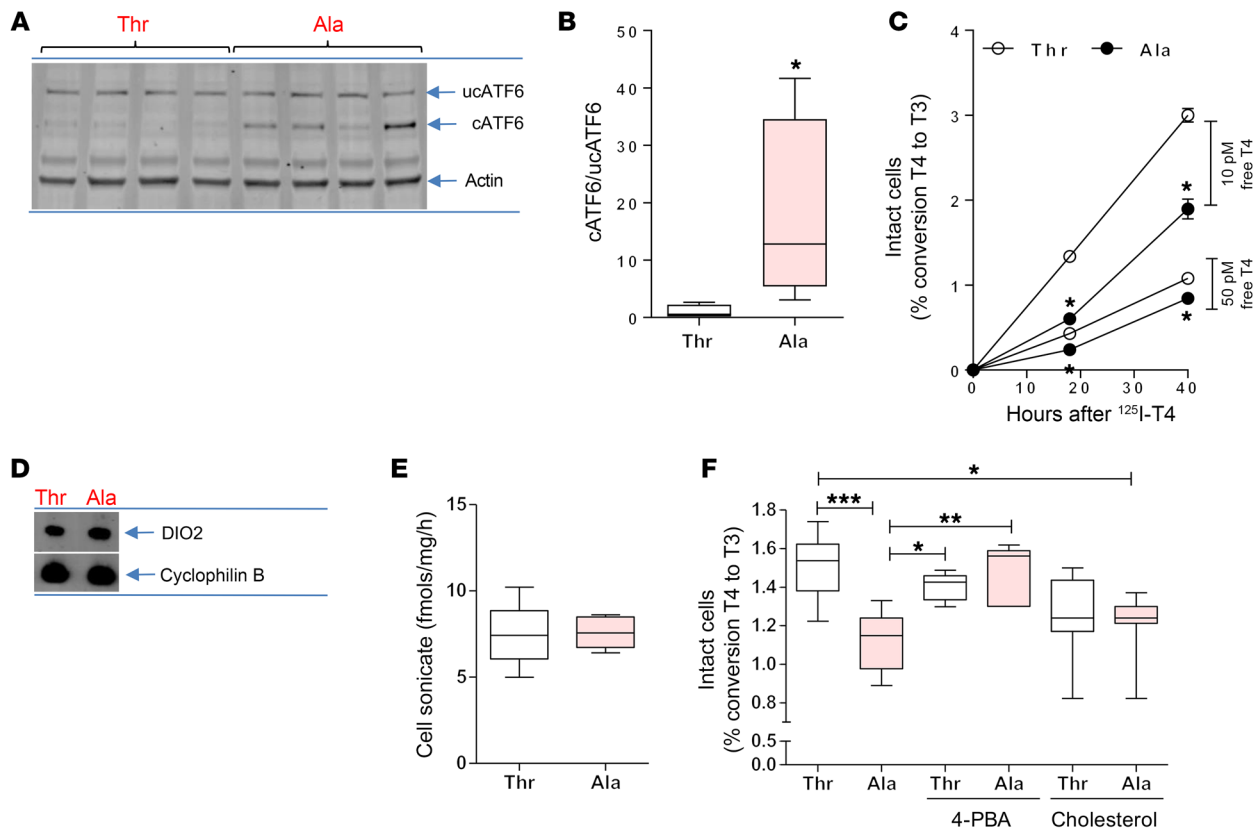 A
Thr
Ala
ucATF6
cATF6
Actin
B
50
40
30
20
10
0
cATF6/ucATF6
*
Thr
Ala
C
4
3
2
1
0
Intact cells
(% conversion T4 to T3)
Thr
Ala
*
*
*
*
10 pM
free T4
50 pM
free T4
0 10 20 30 40
Hours after ¹²⁵I-T4
D
Thr Ala
DIO2
Cyclophilin B
E
15
10
5
0
Cell sonicate (fmols/mg/h)
Thr
Ala
F
*
***
**
*
1.8
1.6
1.4
1.2
1.0
0.8
0.5
0.0
Intact cells
(% conversion T4 to T3)
Thr Ala Thr Ala Thr Ala
4-PBA
Cholesterol